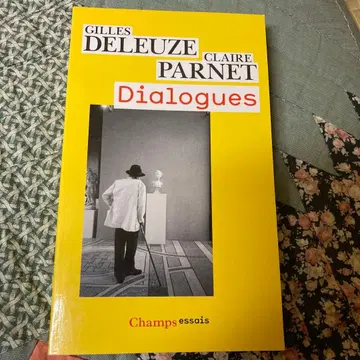 GILLES
DELEUZE
CLAIRE
PARNET
Dialogues
Champs essais